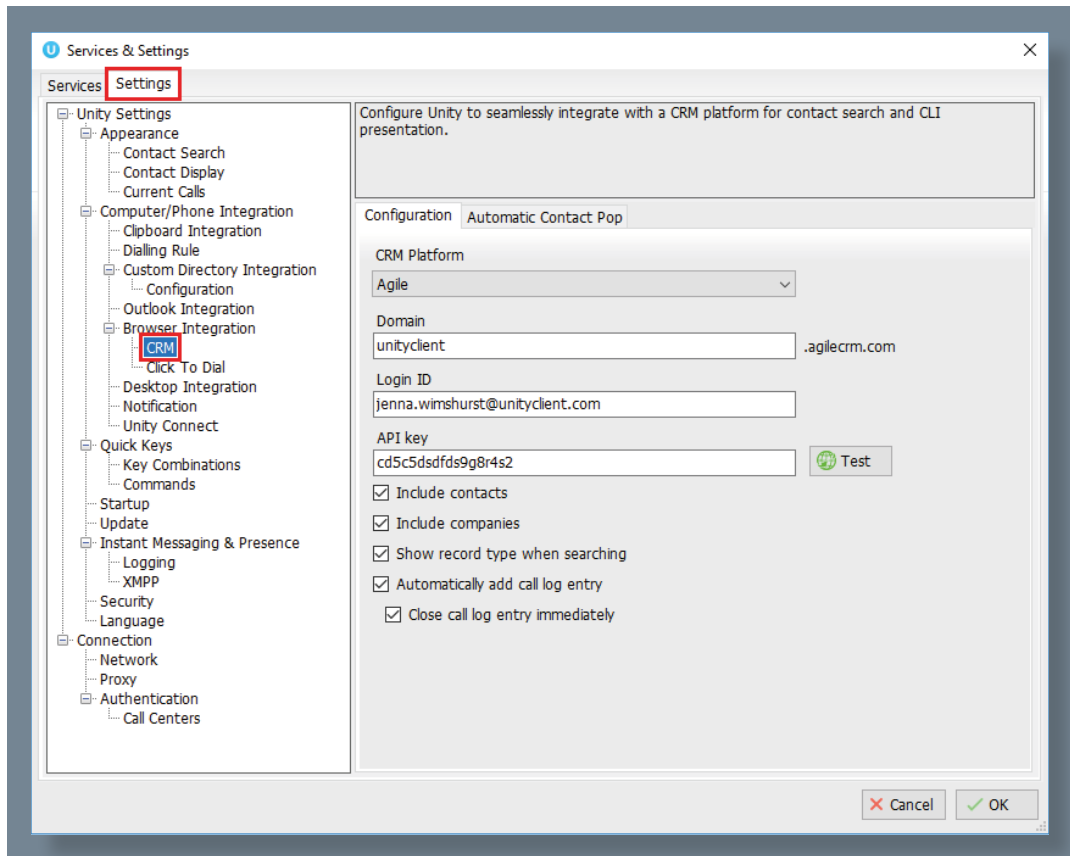 U Services & Settings
Services Settings
Unity Settings
Appearance
Contact Search
Contact Display
Current Calls
Computer/Phone Integration
Clipboard Integration
Dialling Rule
Custom Directory Integration
Configuration
Outlook Integration
Browser Integration
CRM
Click To Dial
Desktop Integration
Notification
Unity Connect
Quick Keys
Key Combinations
Commands
Startup
Update
Instant Messaging & Presence
Logging
XMPP
Security
Language
Connection
Network
Proxy
Authentication
Call Centers
Configure Unity to seamlessly integrate with a CRM platform for contact search and CLI
presentation.
Configuration Automatic Contact Pop
CRM Platform
Agile
Domain
unityclient .agilecrm.com
Login ID
jenna.wimshurst@unityclient.com
API key
cd5c5dsdfds9g8r4s2 Test
Include contacts
Include companies
Show record type when searching
Automatically add call log entry
Close call log entry immediately
Cancel OK